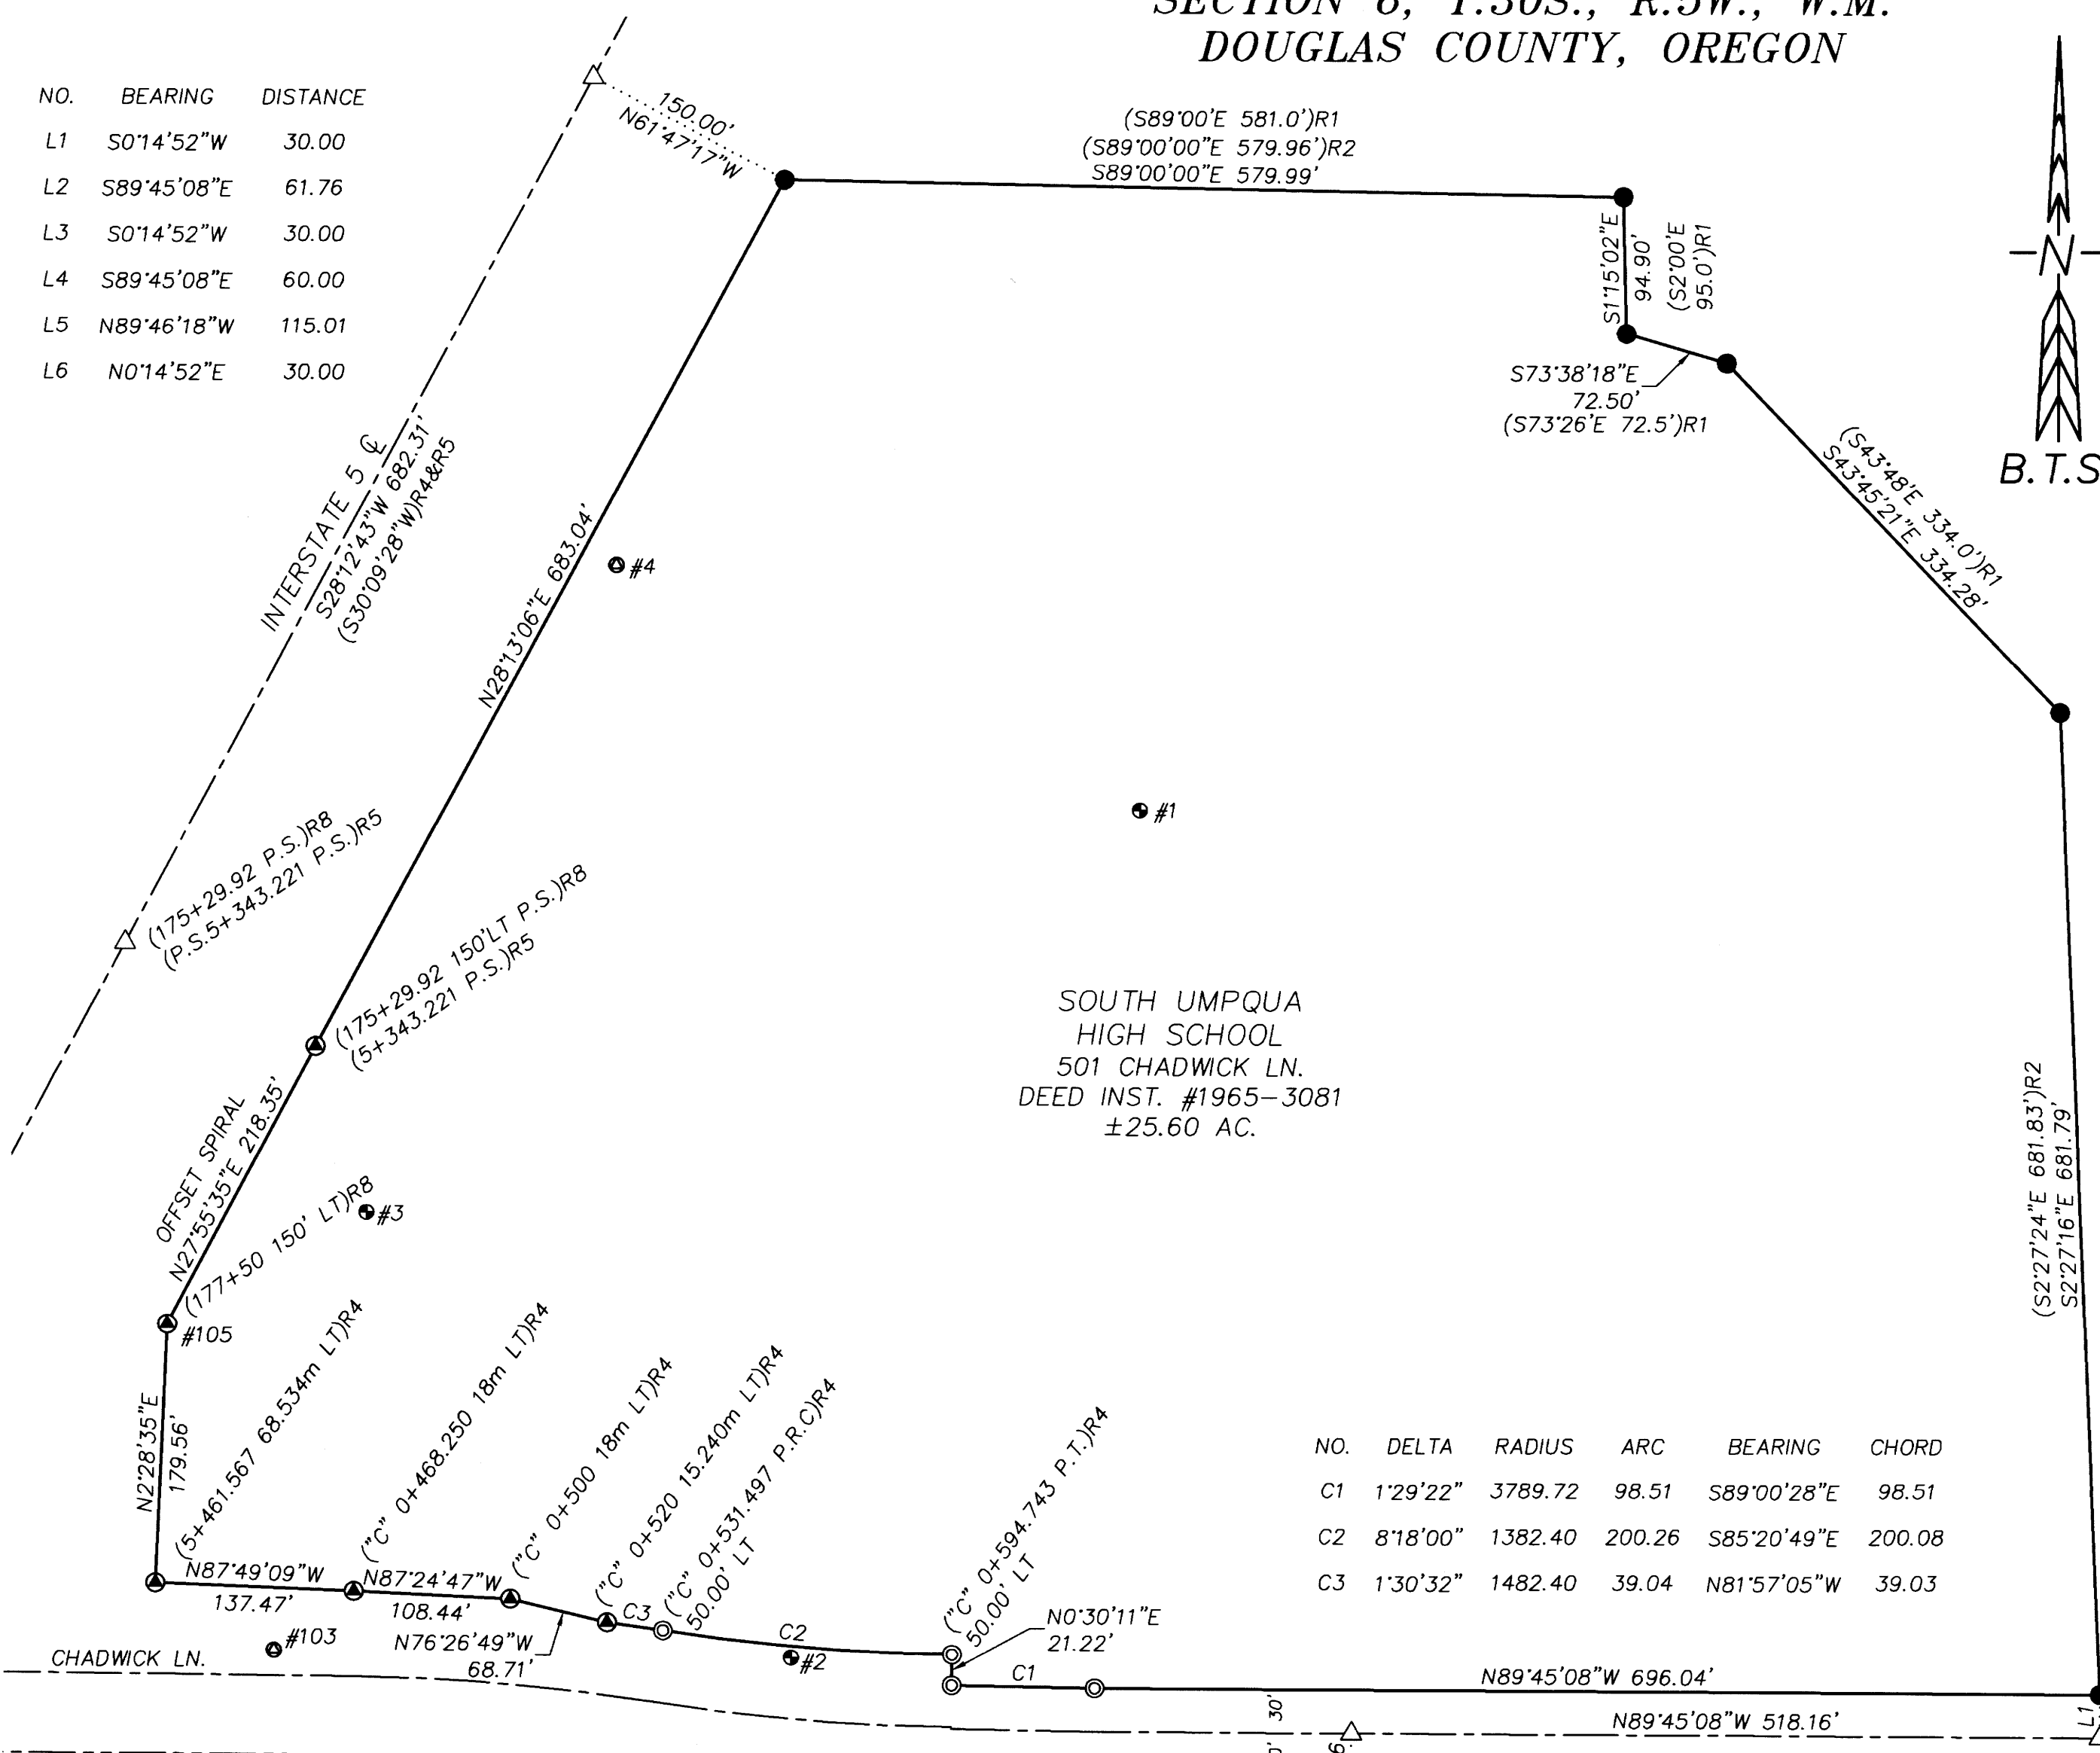 SECTION 8, T.30S., R.5W., W.M.
DOUGLAS COUNTY, OREGON
NO. BEARING DISTANCE
L1 S0°14'52"W 30.00
L2 S89°45'08"E 61.76
L3 S0°14'52"W 30.00
L4 S89°45'08"E 60.00
L5 N89°46'18"W 115.01
L6 N0°14'52"E 30.00
150.00'
N61°47'17"W
(S89°00'E 581.0')R1
(S89°00'00"E 579.96')R2
S89°00'00"E 579.99'
S1°15'02"E
94.90'
(S2°00'E
95.0')R1
N
B.T.S
S73°38'18"E
72.50'
(S73°26'E 72.5')R1
(S43°48'E 334.0')R1
S43°45'21"E 334.28'
INTERSTATE 5 ℄
S28°12'43"W 682.31'
(S30°09'28"W)R4&R5
N28°13'06"E 683.04'
#4
#1
(175+29.92 P.S.)R8
(P.S.5+343.221 P.S.)R5
(175+29.92 150'LT P.S.)R8
(5+343.221 P.S.)R5
SOUTH UMPQUA
HIGH SCHOOL
501 CHADWICK LN.
DEED INST. #1965-3081
±25.60 AC.
(S2°27'24"E 681.83')R2
S2°27'16"E 681.79'
OFFSET SPIRAL
N27°55'35"E 218.35'
(177+50 150' LT)R8
#3
#105
N2°28'35"E
179.56'
(5+461.567 68.534m LT)R4
("C" 0+468.250 18m LT)R4
("C" 0+500 18m LT)R4
("C" 0+520 15.240m LT)R4
("C" 0+531.497 P.R.C)R4
50.00' LT
("C" 0+594.743 P.T.)R4
50.00' LT
NO. DELTA RADIUS ARC BEARING CHORD
C1 1°29'22" 3789.72 98.51 S89°00'28"E 98.51
C2 8°18'00" 1382.40 200.26 S85°20'49"E 200.08
C3 1°30'32" 1482.40 39.04 N81°57'05"W 39.03
N87°49'09"W
137.47'
N87°24'47"W
108.44'
N76°26'49"W
68.71'
C3
C2
#2
N0°30'11"E
21.22'
C1
#103
CHADWICK LN.
N89°45'08"W 696.04'
N89°45'08"W 518.16'
30'
L1